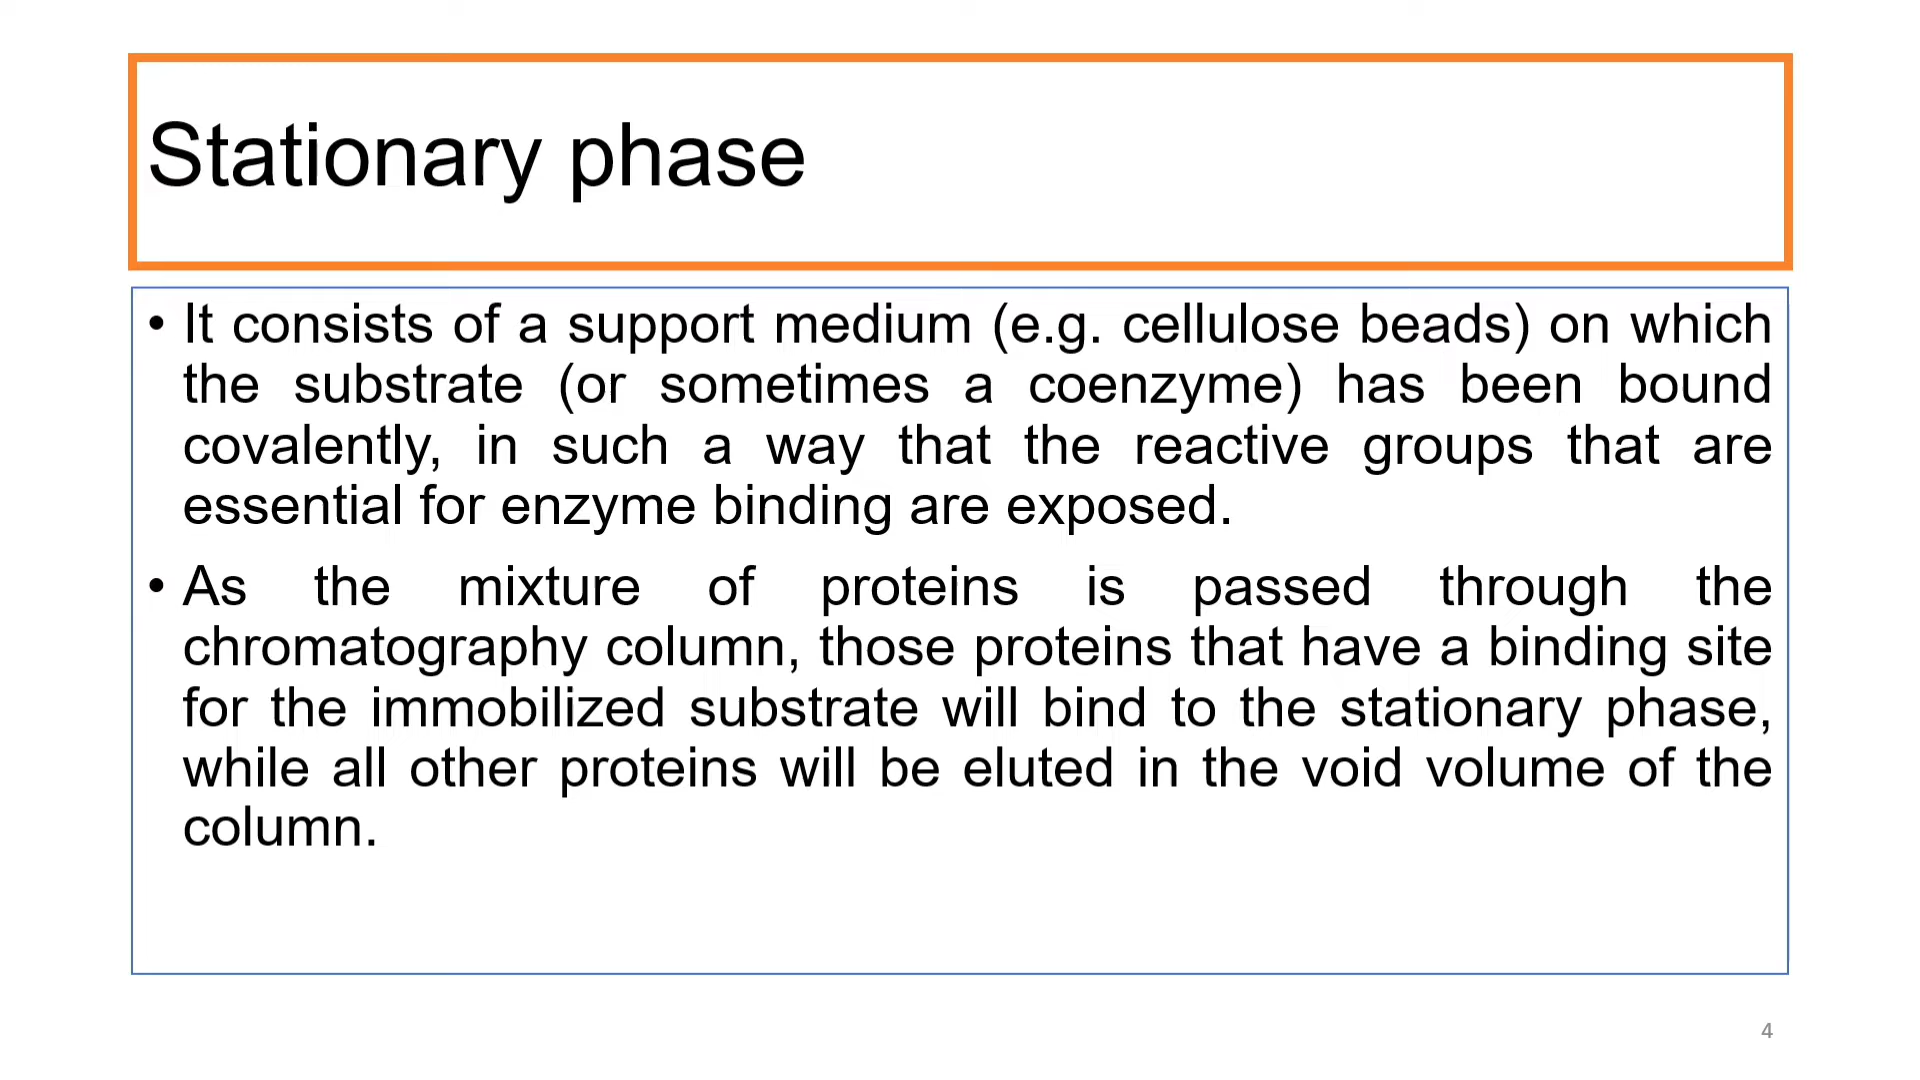 Stationary phase
• It consists of a support medium (e.g. cellulose beads) on which
the substrate (or sometimes a coenzyme) has been bound
covalently, in such a way that the reactive groups that are
essential for enzyme binding are exposed.
• As the mixture of proteins is passed through the
chromatography column, those proteins that have a binding site
for the immobilized substrate will bind to the stationary phase,
while all other proteins will be eluted in the void volume of the
column.
4